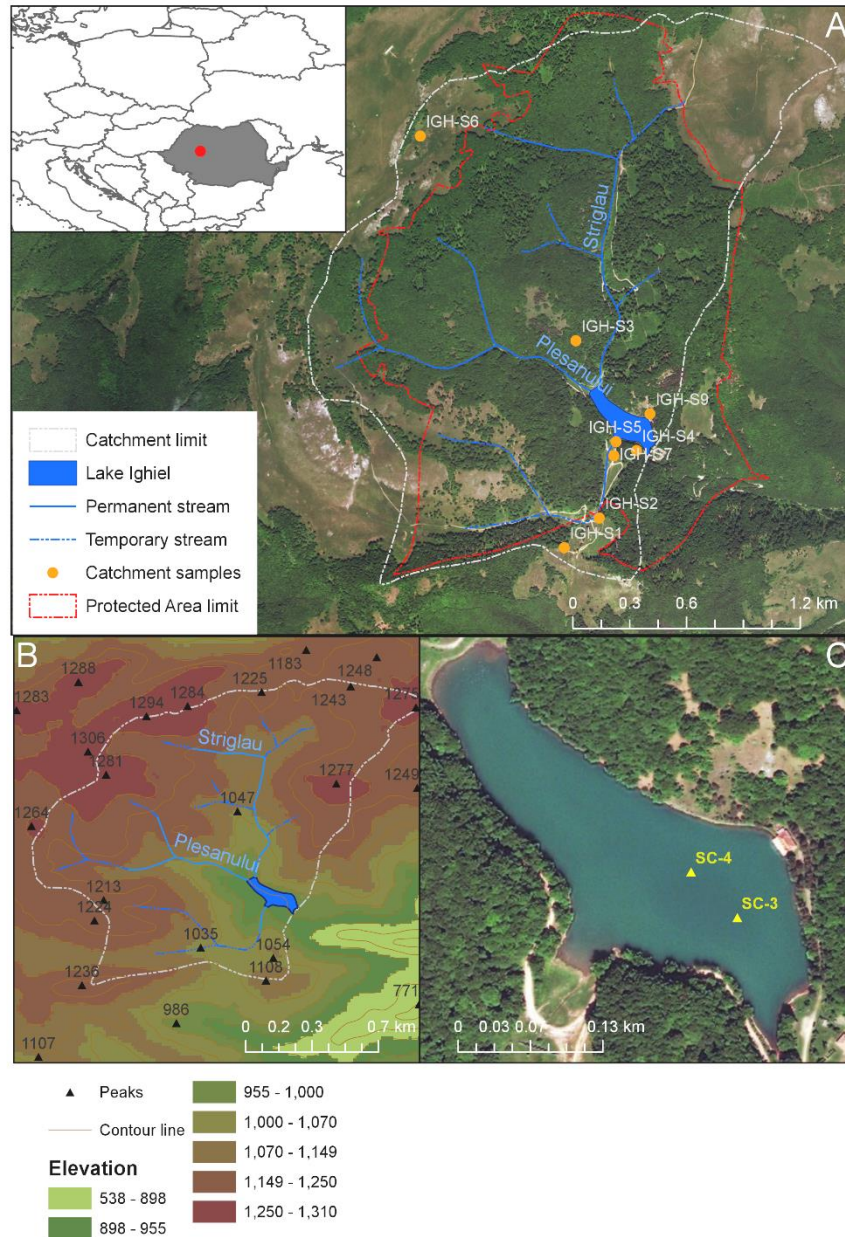 A
IGH-S6
Striglau
IGH-S3
Plesanului
IGH-S9
IGH-S5
IGH-S4
IGH-S7
IGH-S2
IGH-S1
Catchment limit
Lake Ighiel
Permanent stream
Temporary stream
Catchment samples
Protected Area limit
0 0.3 0.6 1.2 km
B
1183
1288
1225
1248
1283
1284
1243
1275
1294
Striglau
1306
1281
1277
1249
1264
1047
Plesanului
1213
1224
1035
1054
1236
1108
771
986
0 0.2 0.3 0.7 km
1107
C
SC-4
SC-3
0 0.03 0.07 0.13 km
Peaks
Contour line
Elevation
538 - 898
898 - 955
955 - 1,000
1,000 - 1,070
1,070 - 1,149
1,149 - 1,250
1,250 - 1,310